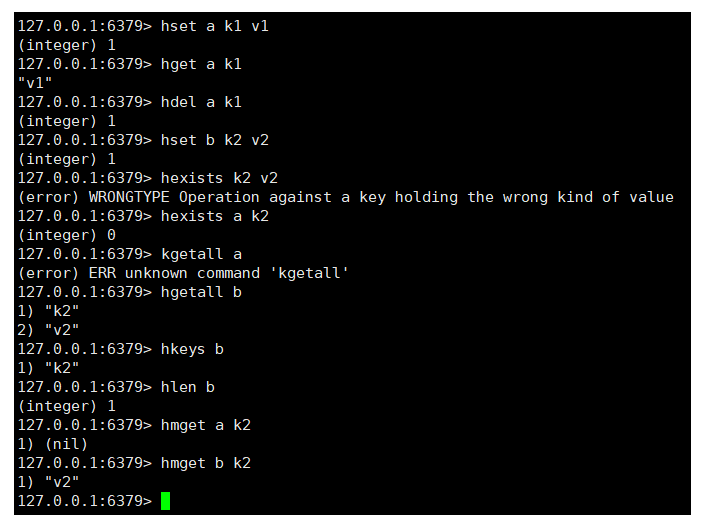 127.0.0.1:6379> hset a k1 v1
(integer) 1
127.0.0.1:6379> hget a k1
"v1"
127.0.0.1:6379> hdel a k1
(integer) 1
127.0.0.1:6379> hset b k2 v2
(integer) 1
127.0.0.1:6379> hexists k2 v2
(error) WRONGTYPE Operation against a key holding the wrong kind of value
127.0.0.1:6379> hexists a k2
(integer) 0
127.0.0.1:6379> kgetall a
(error) ERR unknown command 'kgetall'
127.0.0.1:6379> hgetall b
1) "k2"
2) "v2"
127.0.0.1:6379> hkeys b
1) "k2"
127.0.0.1:6379> hlen b
(integer) 1
127.0.0.1:6379> hmget a k2
1) (nil)
127.0.0.1:6379> hmget b k2
1) "v2"
127.0.0.1:6379>